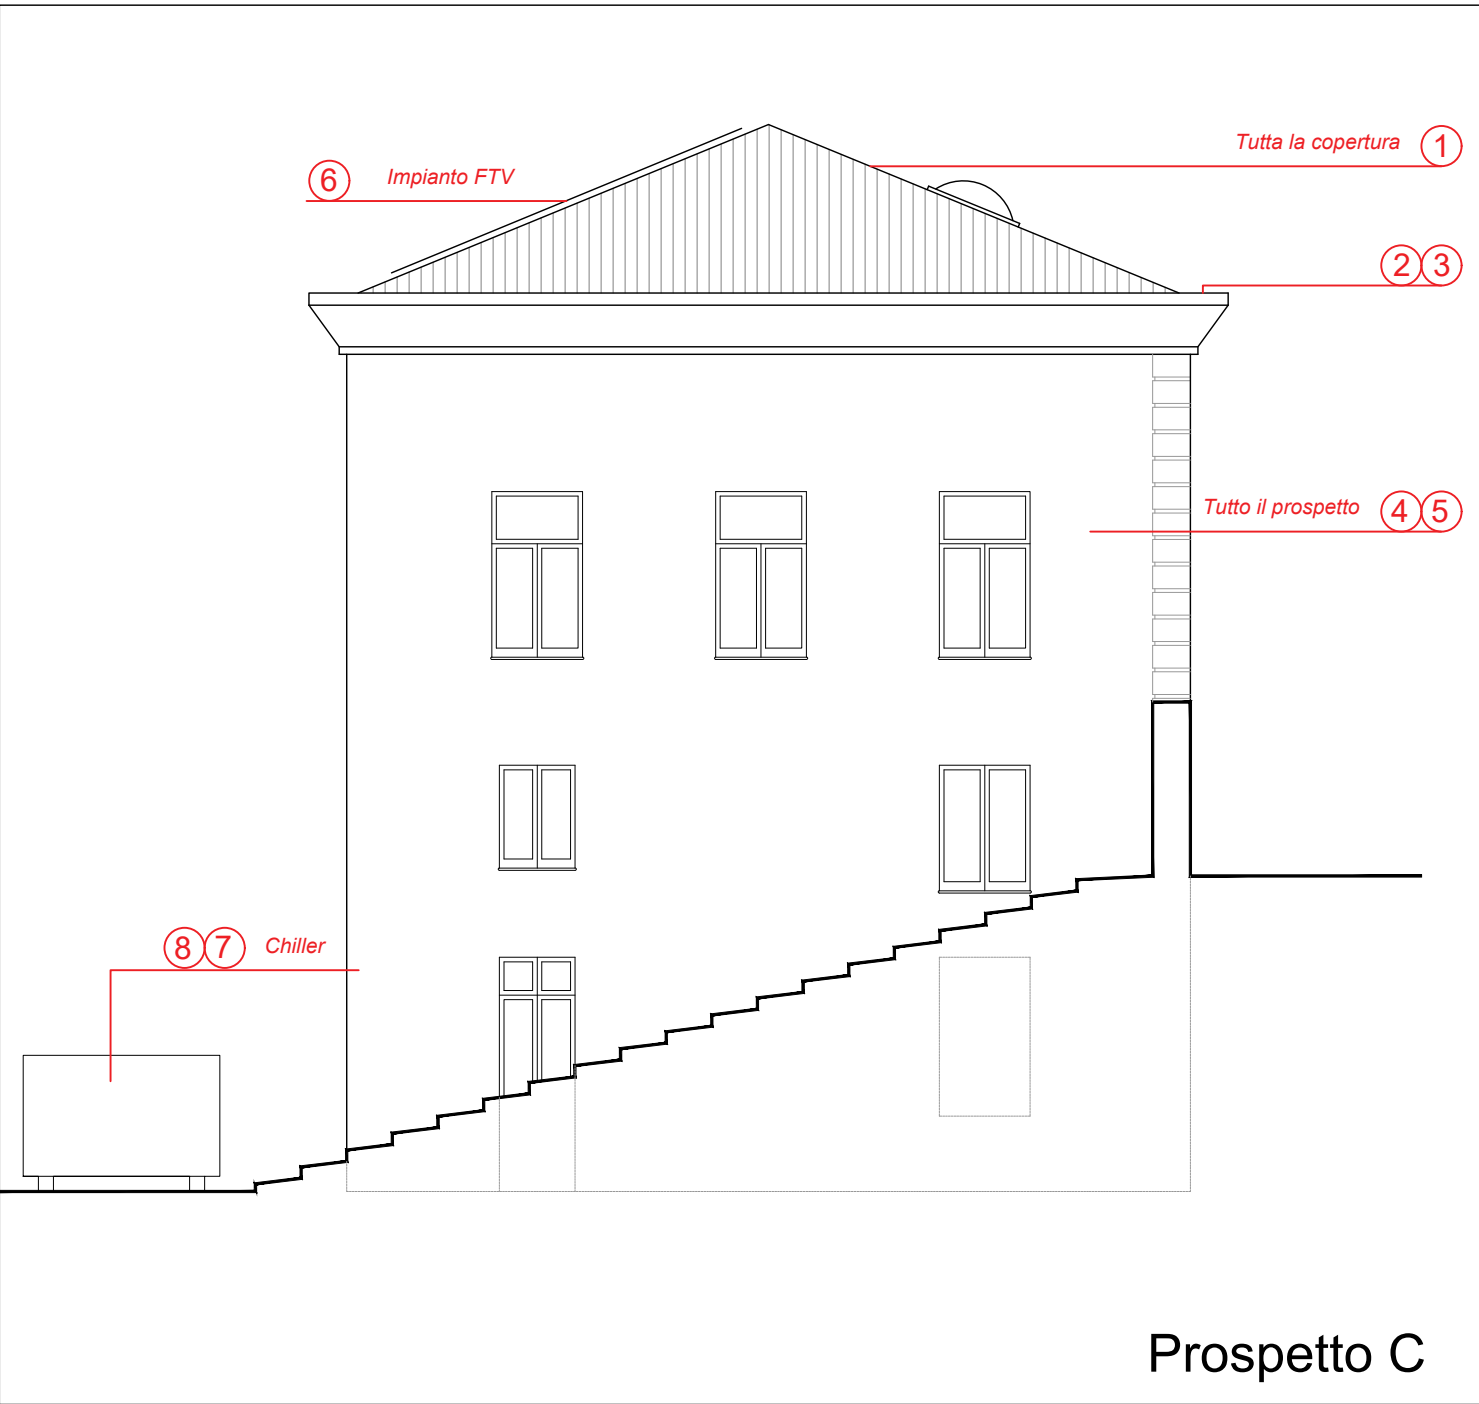 Tutta la copertura 1
6 Impianto FTV
2 3
Tutto il prospetto 4 5
8 7 Chiller
Prospetto C